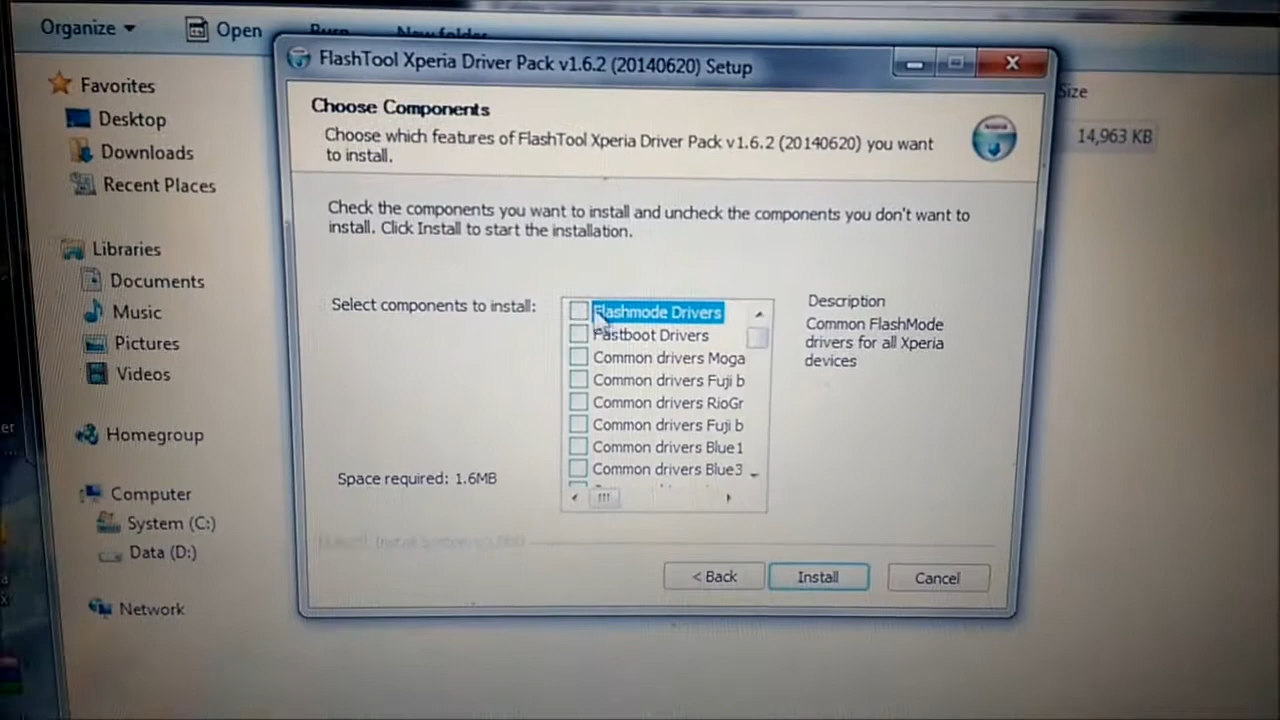 Organize
Open
Burn
New folder
FlashTool Xperia Driver Pack v1.6.2 (20140620) Setup
Choose Components
Choose which features of FlashTool Xperia Driver Pack v1.6.2 (20140620) you want
to install.
Favorites
Desktop
Downloads
Recent Places
Libraries
Documents
Music
Pictures
Videos
Homegroup
Computer
System (C:)
Data (D:)
Network
Size
14,963 KB
Check the components you want to install and uncheck the components you don't want to
install. Click Install to start the installation.
Select components to install:
Flashmode Drivers
Fastboot Drivers
Common drivers Moga
Common drivers Fuji b
Common drivers RioGr
Common drivers Fuji b
Common drivers Blue1
Common drivers Blue3
Description
Common FlashMode
drivers for all Xperia
devices
Space required: 1.6MB
< Back
Install
Cancel